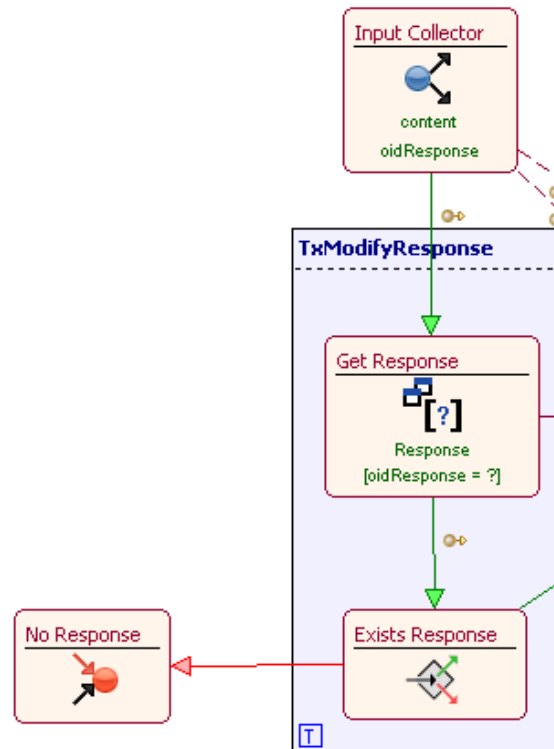 Input Collector
content
oidResponse
TxModifyResponse
Get Response
[?]
Response
[oidResponse = ?]
No Response
Exists Response
T